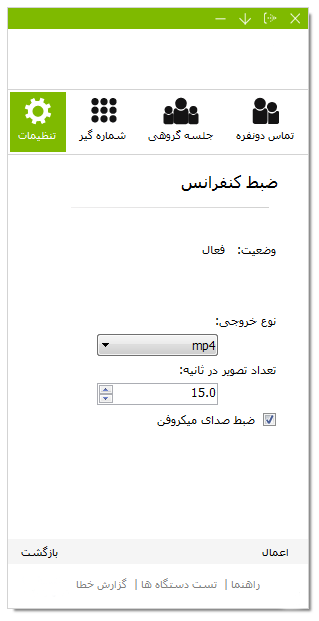 تماس دونفره جلسه گروهی شماره گیر تنظیمات
ضبط کنفرانس
وضعیت: فعال
نوع خروجی:
mp4
تعداد تصویر در ثانیه:
15.0
ضبط صدای میکروفن
اعمال بازگشت
راهنما | تست دستگاه ها | گزارش خطا